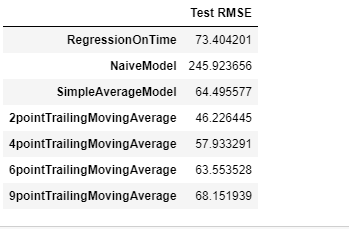 Test RMSE
RegressionOnTime 73.404201
NaiveModel 245.923656
SimpleAverageModel 64.495577
2pointTrailingMovingAverage 46.226445
4pointTrailingMovingAverage 57.933291
6pointTrailingMovingAverage 63.553528
9pointTrailingMovingAverage 68.151939